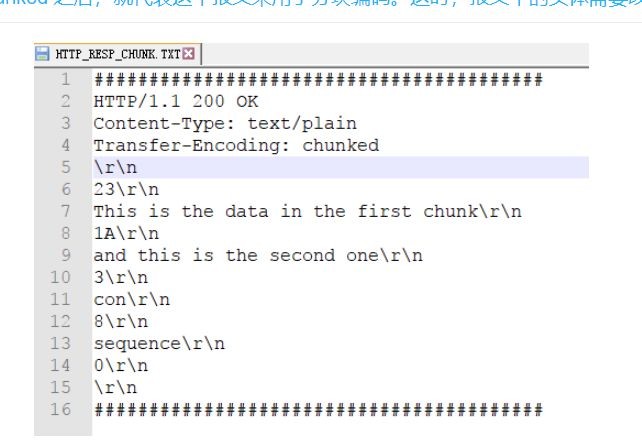 之后，就代表这个报文采用了分块编码。这时，报文中的实体需要改
HTTP_RESP_CHUNK.TXT
1 #########################################
2 HTTP/1.1 200 OK
3 Content-Type: text/plain
4 Transfer-Encoding: chunked
5 \r\n
6 23\r\n
7 This is the data in the first chunk\r\n
8 1A\r\n
9 and this is the second one\r\n
10 3\r\n
11 con\r\n
12 8\r\n
13 sequence\r\n
14 0\r\n
15 \r\n
16 #########################################